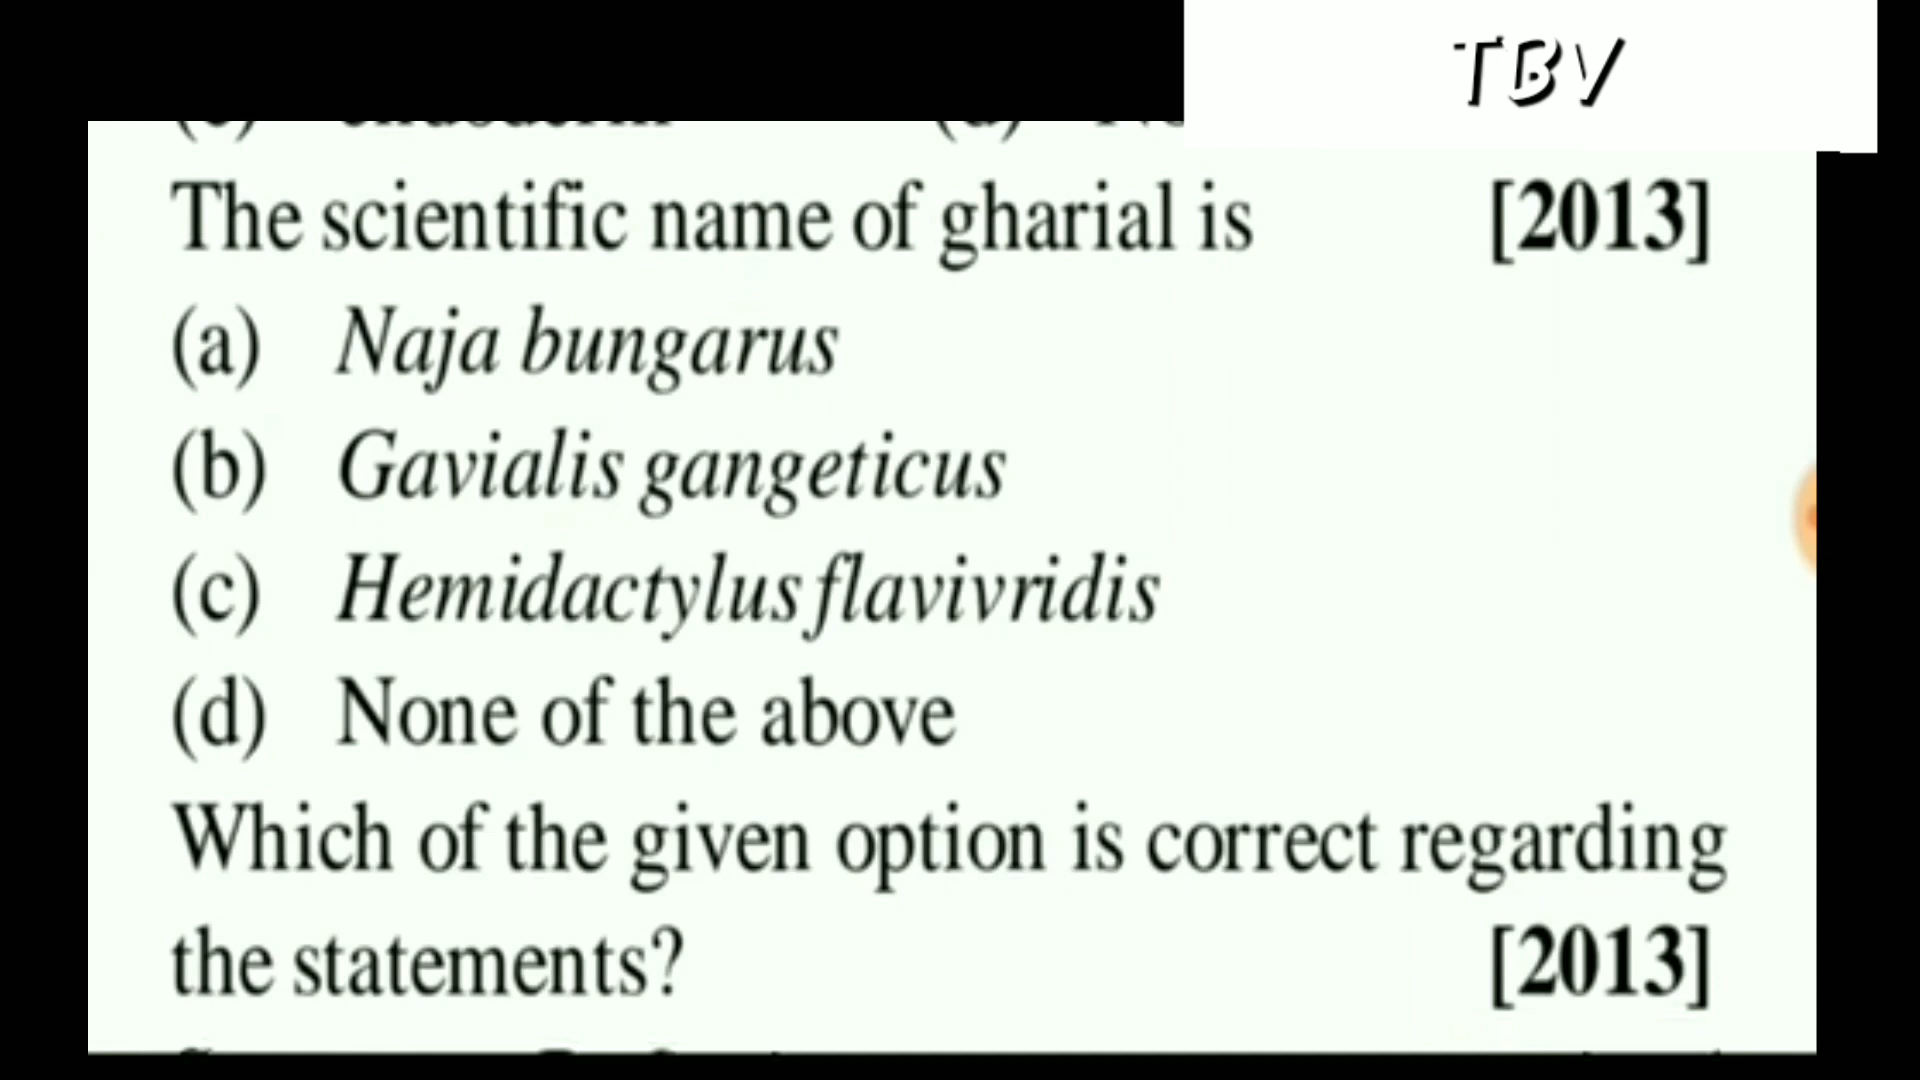 TBV
The scientific name of gharial is [2013]
(a) Naja bungarus
(b) Gavialis gangeticus
(c) Hemidactylus flavivridis
(d) None of the above
Which of the given option is correct regarding
the statements? [2013]